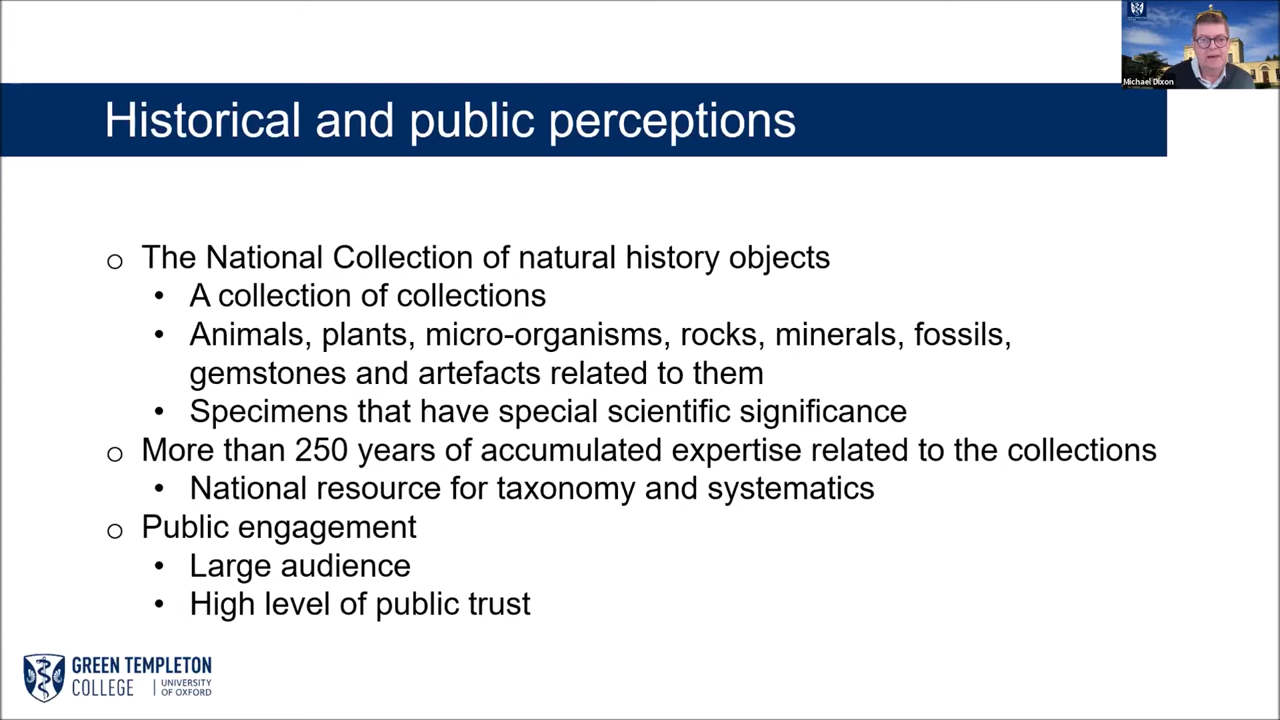 Michael Dixon
Historical and public perceptions
o The National Collection of natural history objects
• A collection of collections
• Animals, plants, micro-organisms, rocks, minerals, fossils,
gemstones and artefacts related to them
• Specimens that have special scientific significance
o More than 250 years of accumulated expertise related to the collections
• National resource for taxonomy and systematics
o Public engagement
• Large audience
• High level of public trust
GREEN TEMPLETON
COLLEGE
UNIVERSITY
OF OXFORD